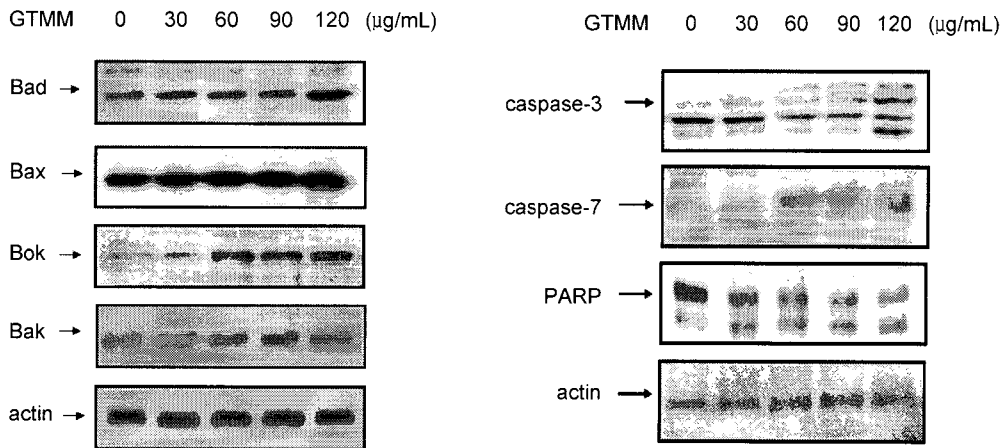 GTMM 0 30 60 90 120 (μg/mL)
Bad
Bax
Bok
Bak
actin
GTMM 0 30 60 90 120 (μg/mL)
caspase-3
caspase-7
PARP
actin